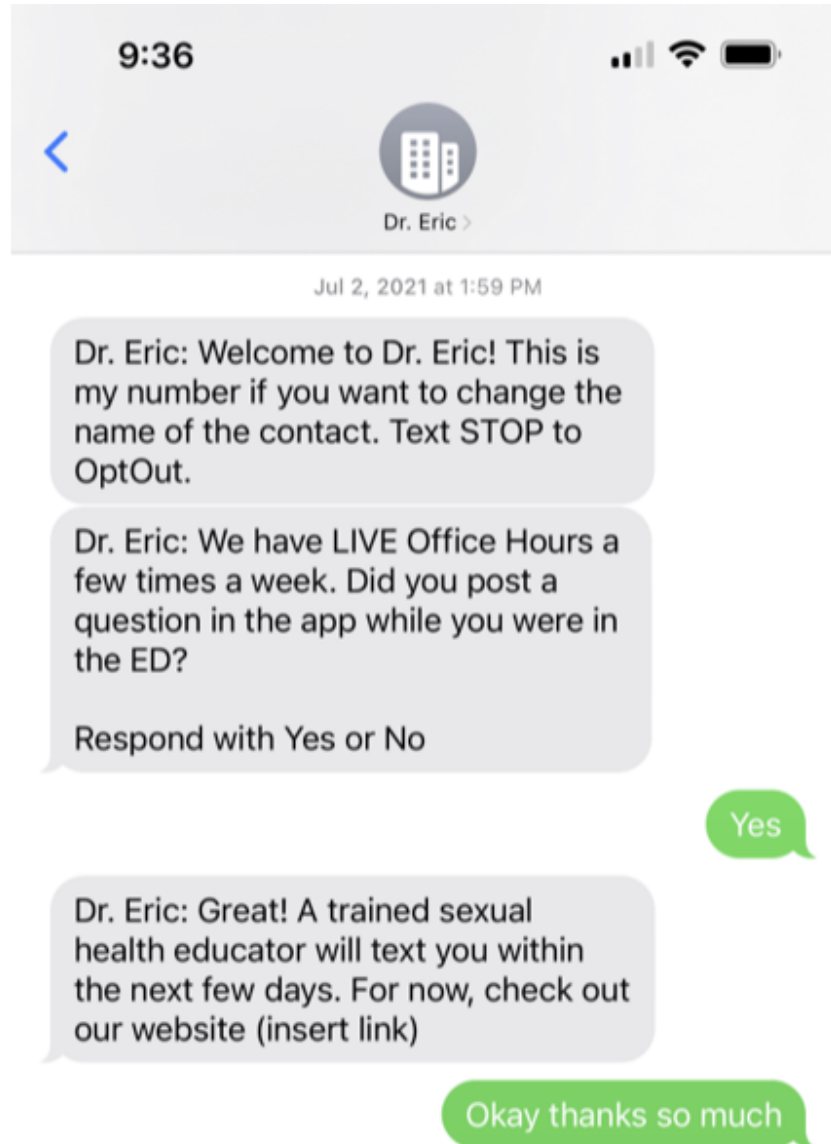 9:36
Dr. Eric
Jul 2, 2021 at 1:59 PM
Dr. Eric: Welcome to Dr. Eric! This is
my number if you want to change the
name of the contact. Text STOP to
OptOut.
Dr. Eric: We have LIVE Office Hours a
few times a week. Did you post a
question in the app while you were in
the ED?
Respond with Yes or No
Yes
Dr. Eric: Great! A trained sexual
health educator will text you within
the next few days. For now, check out
our website (insert link)
Okay thanks so much